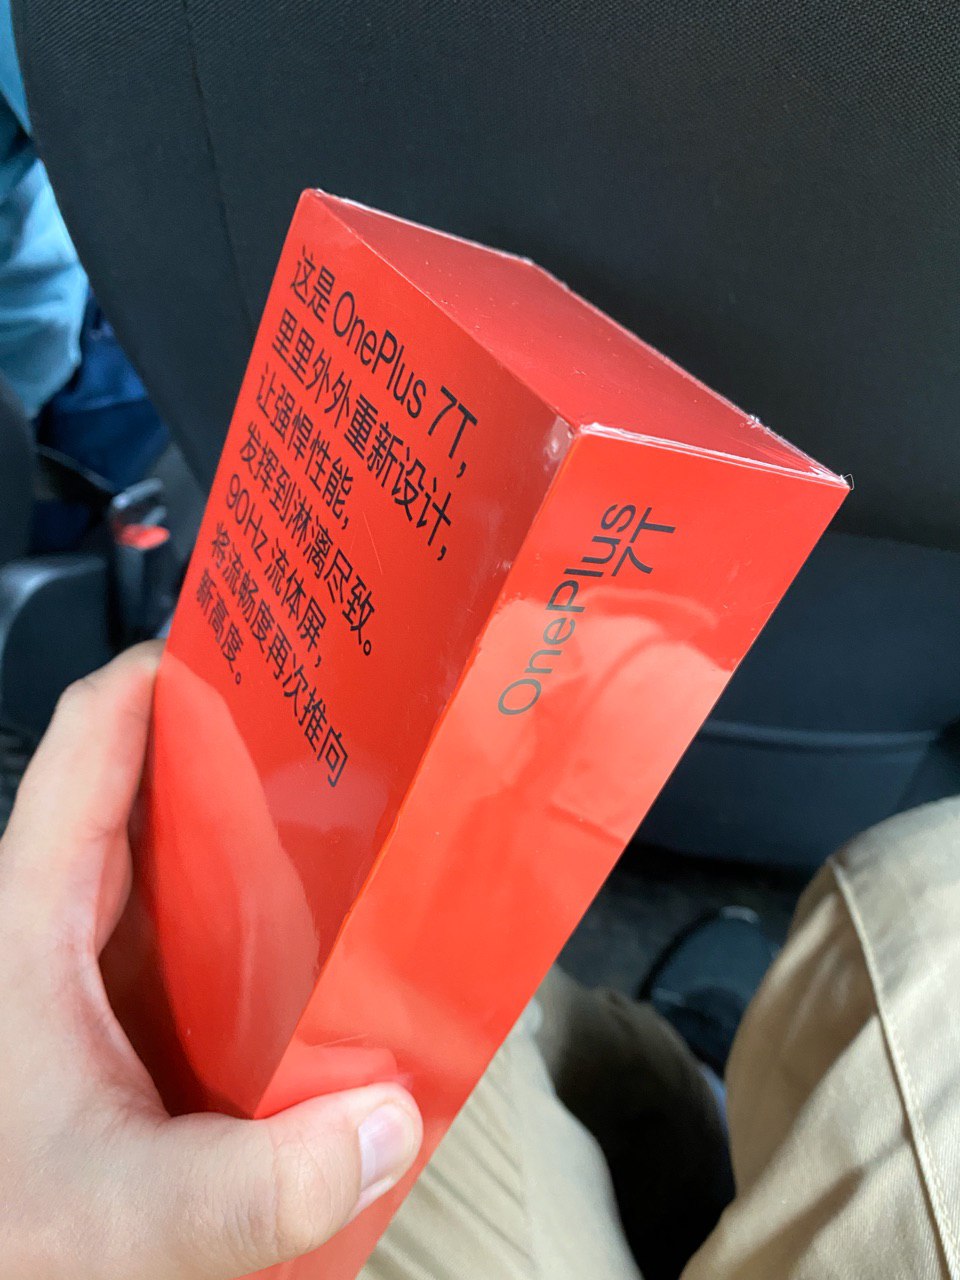 这是 OnePlus 7T,
里里外外重新设计,
让强悍性能,
发挥到淋漓尽致。
90Hz 流体屏,
将流畅度再次推向
新高度。
OnePlus
7T